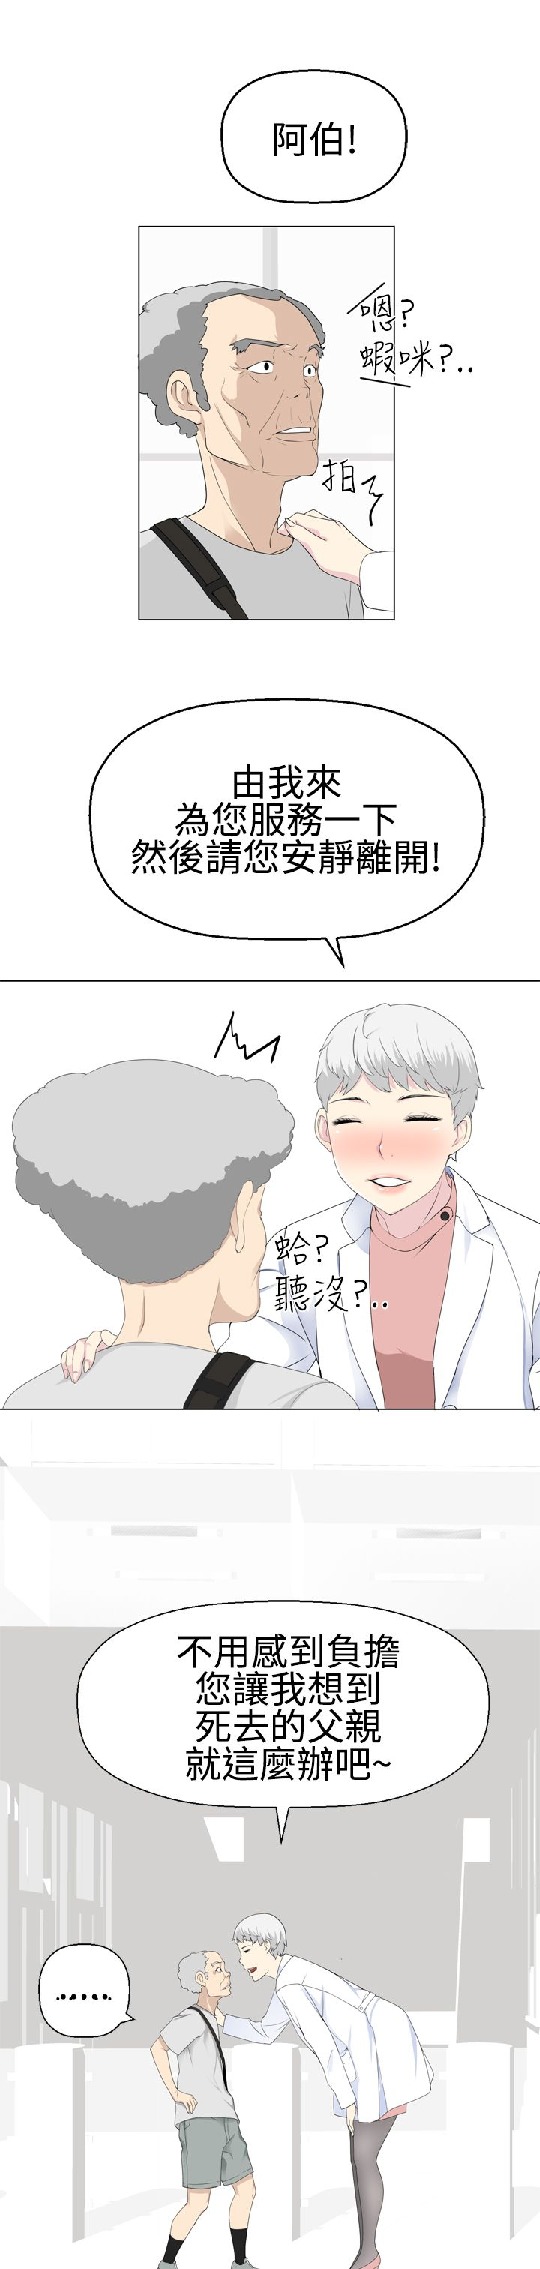 阿伯!
嗯?
蝦咪?..
拍
由我來
為您服務一下
然後請您安靜離開!
蛤?
聽沒?..
不用感到負擔
您讓我想到
死去的父親
就這麼辦吧~
......